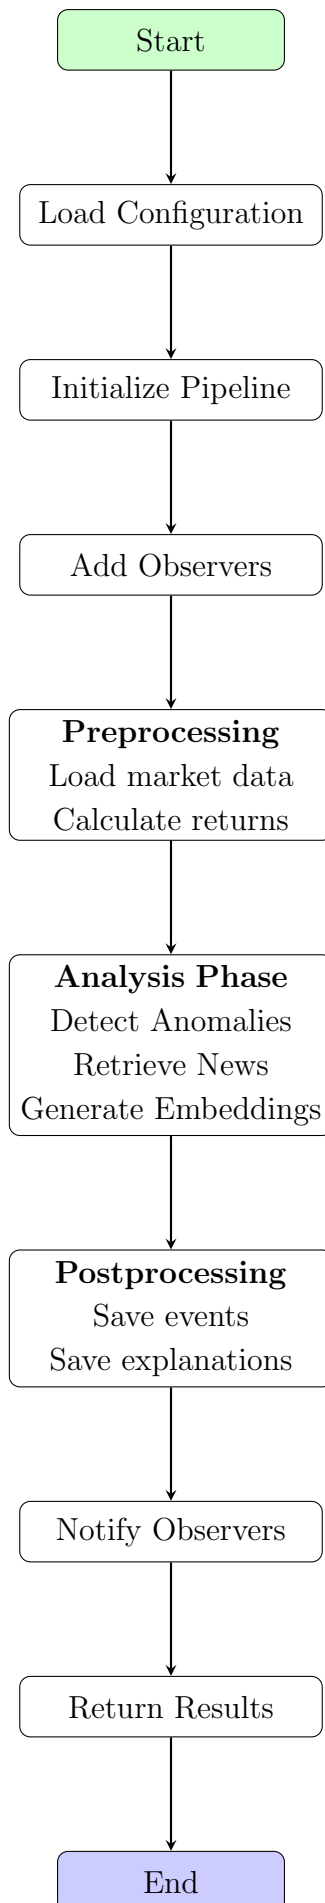 Start
Load Configuration
Initialize Pipeline
Add Observers
Preprocessing
Load market data
Calculate returns
Analysis Phase
Detect Anomalies
Retrieve News
Generate Embeddings
Postprocessing
Save events
Save explanations
Notify Observers
Return Results
End